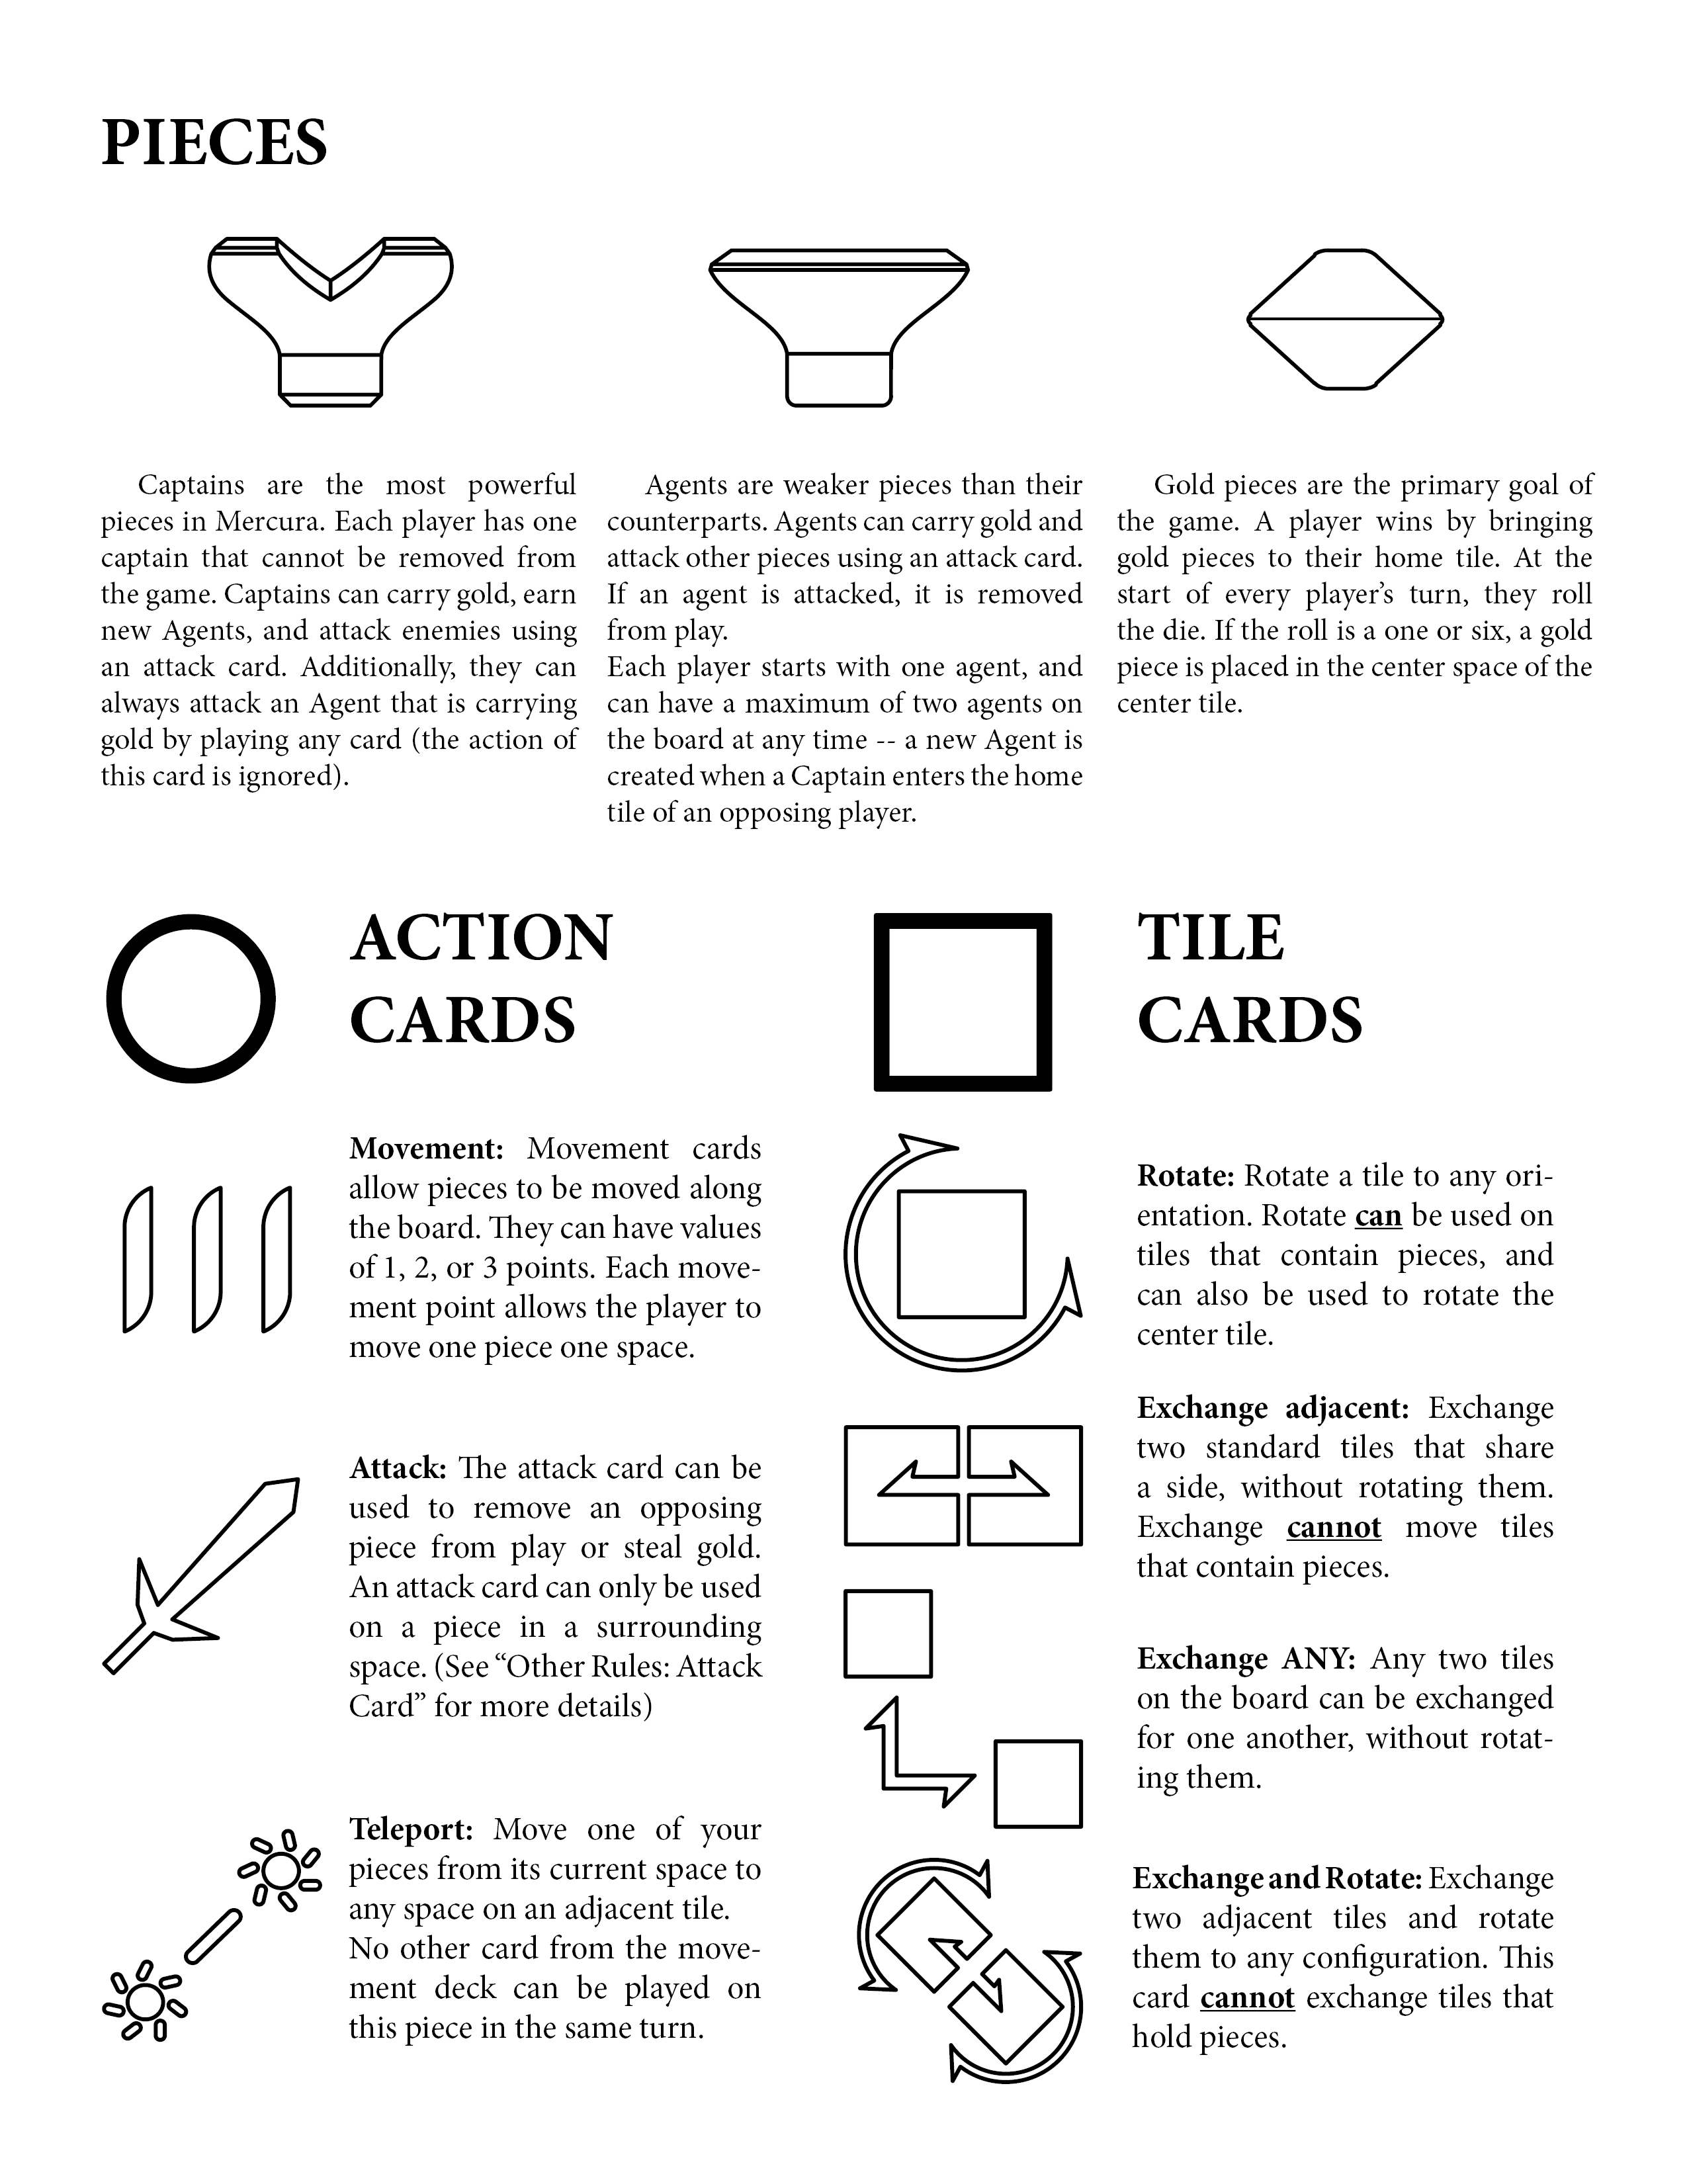 PIECES
Captains are the most powerful
pieces in Mercura. Each player has one
captain that cannot be removed from
the game. Captains can carry gold, earn
new Agents, and attack enemies using
an attack card. Additionally, they can
always attack an Agent that is carrying
gold by playing any card (the action of
this card is ignored).
Agents are weaker pieces than their
counterparts. Agents can carry gold and
attack other pieces using an attack card.
If an agent is attacked, it is removed
from play.
Each player starts with one agent, and
can have a maximum of two agents on
the board at any time -- a new Agent is
created when a Captain enters the home
tile of an opposing player.
Gold pieces are the primary goal of
the game. A player wins by bringing
gold pieces to their home tile. At the
start of every player’s turn, they roll
the die. If the roll is a one or six, a gold
piece is placed in the center space of the
center tile.
ACTION
CARDS
Movement: Movement cards
allow pieces to be moved along
the board. They can have values
of 1, 2, or 3 points. Each move-
ment point allows the player to
move one piece one space.
Attack: The attack card can be
used to remove an opposing
piece from play or steal gold.
An attack card can only be used
on a piece in a surrounding
space. (See “Other Rules: Attack
Card” for more details)
Teleport: Move one of your
pieces from its current space to
any space on an adjacent tile.
No other card from the move-
ment deck can be played on
this piece in the same turn.
TILE
CARDS
Rotate: Rotate a tile to any ori-
entation. Rotate can be used on
tiles that contain pieces, and
can also be used to rotate the
center tile.
Exchange adjacent: Exchange
two standard tiles that share
a side, without rotating them.
Exchange cannot move tiles
that contain pieces.
Exchange ANY: Any two tiles
on the board can be exchanged
for one another, without rotat-
ing them.
Exchange and Rotate: Exchange
two adjacent tiles and rotate
them to any configuration. This
card cannot exchange tiles that
hold pieces.